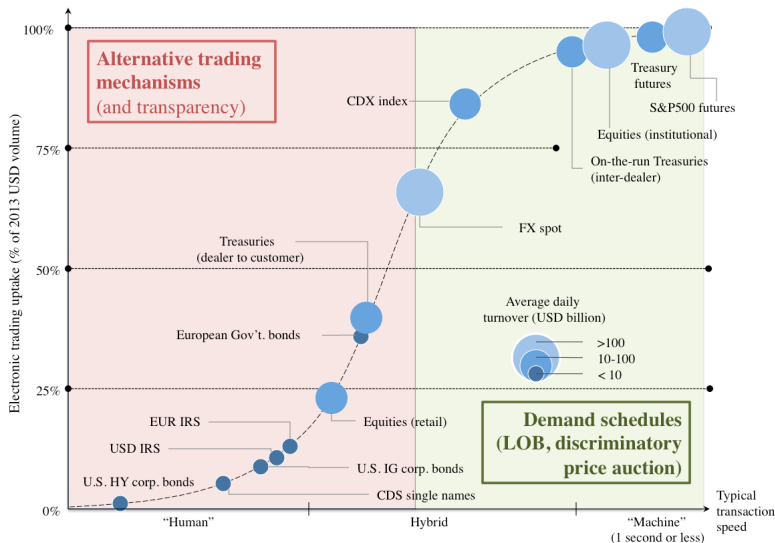 Electronic trading uptake (% of 2013 USD volume)
100%
75%
50%
25%
0%
Alternative trading
mechanisms
(and transparency)
CDX index
Treasury
futures
S&P500 futures
Equities (institutional)
On-the-run Treasuries
(inter-dealer)
FX spot
Treasuries
(dealer to customer)
European Gov’t. bonds
Average daily
turnover (USD billion)
>100
10-100
< 10
EUR IRS
Equities (retail)
USD IRS
U.S. IG corp. bonds
U.S. HY corp. bonds
CDS single names
Demand schedules
(LOB, discriminatory
price auction)
“Human”
Hybrid
“Machine”
(1 second or less)
Typical
transaction
speed